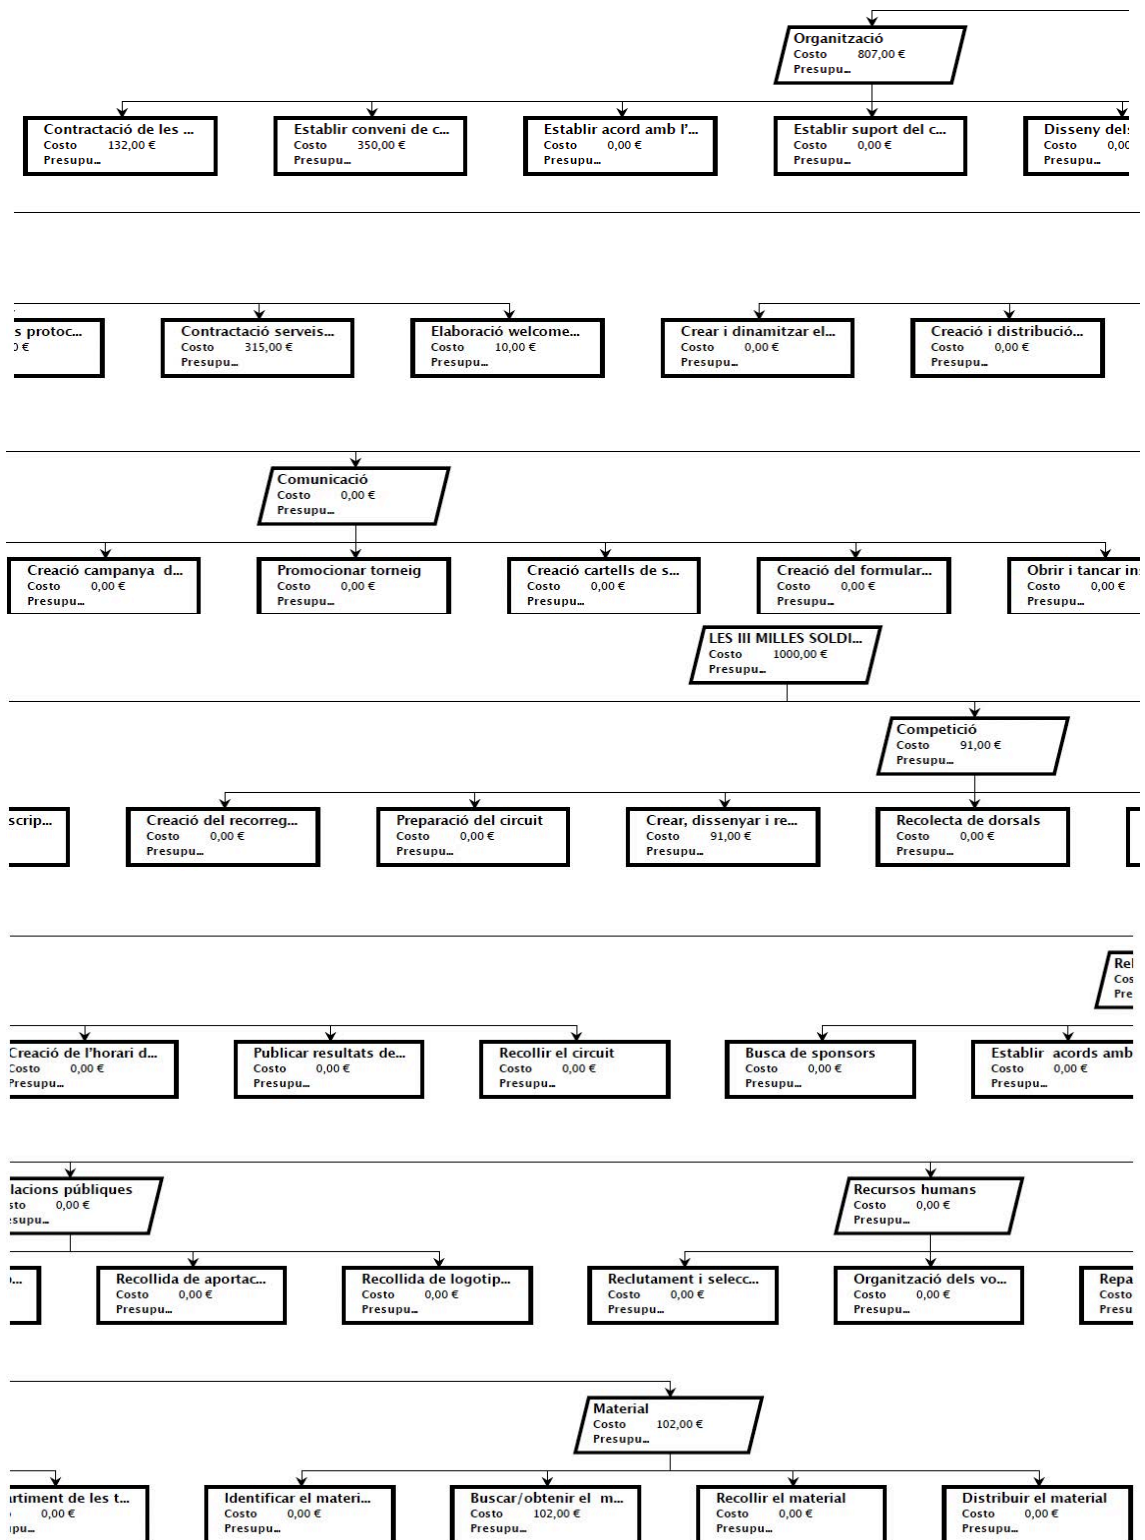 Organització
Costo 807,00 €
Presupu...
Contractació de les ...
Costo 132,00 €
Presupu...
Establir conveni de c...
Costo 350,00 €
Presupu...
Establir acord amb l'...
Costo 0,00 €
Presupu...
Establir suport del c...
Costo 0,00 €
Presupu...
Disseny dels
Costo 0,00
Presupu...
s protoc...
0 €
Contractació serveis...
Costo 315,00 €
Presupu...
Elaboració welcome...
Costo 10,00 €
Presupu...
Crear i dinamitzar el...
Costo 0,00 €
Presupu...
Creació i distribució...
Costo 0,00 €
Presupu...
Comunicació
Costo 0,00 €
Presupu...
Creació campanya d...
Costo 0,00 €
Presupu...
Promocionar torneig
Costo 0,00 €
Presupu...
Creació cartells de s...
Costo 0,00 €
Presupu...
Creació del formular...
Costo 0,00 €
Presupu...
Obrir i tancar ins
Costo 0,00 €
Presupu...
LES III MILLES SOLDI...
Costo 1000,00 €
Presupu...
Competició
Costo 91,00 €
Presupu...
scrip...
Creació del recorreg...
Costo 0,00 €
Presupu...
Preparació del circuit
Costo 0,00 €
Presupu...
Crear, dissenyar i re...
Costo 91,00 €
Presupu...
Recolecta de dorsals
Costo 0,00 €
Presupu...
Rel
Cos
Pre
Creació de l'horari d...
Costo 0,00 €
Presupu...
Publicar resultats de...
Costo 0,00 €
Presupu...
Recollir el circuit
Costo 0,00 €
Presupu...
Busca de sponsors
Costo 0,00 €
Presupu...
Establir acords amb
Costo 0,00 €
Presupu...
lacions públiques
sto 0,00 €
supu...
Recursos humans
Costo 0,00 €
Presupu...
Recollida de aportac...
Costo 0,00 €
Presupu...
Recollida de logotip...
Costo 0,00 €
Presupu...
Reclutament i selecc...
Costo 0,00 €
Presupu...
Organització dels vo...
Costo 0,00 €
Presupu...
Repa
Costo
Presu
Material
Costo 102,00 €
Presupu...
artiment de les t...
0,00 €
upu...
Identificar el materi...
Costo 0,00 €
Presupu...
Buscar/obtenir el m...
Costo 102,00 €
Presupu...
Recollir el material
Costo 0,00 €
Presupu...
Distribuir el material
Costo 0,00 €
Presupu...